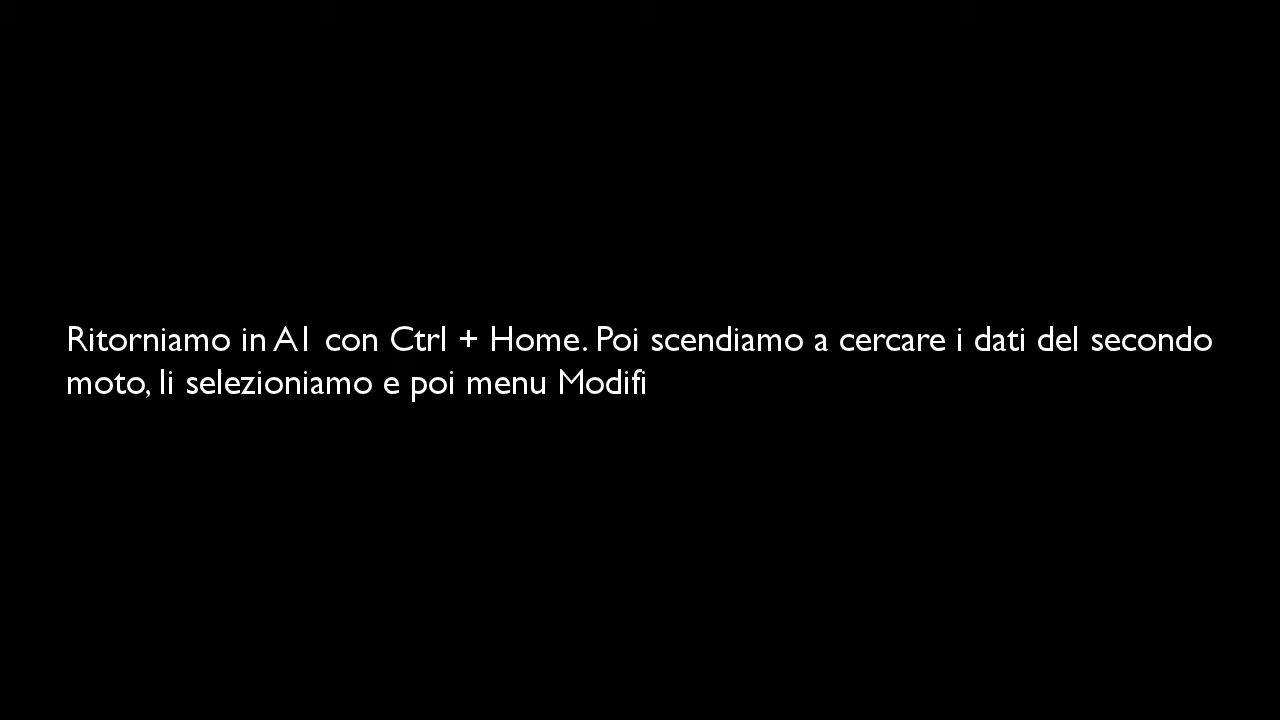 Ritorniamo in A1 con Ctrl + Home. Poi scendiamo a cercare i dati del secondo
moto, li selezioniamo e poi menu Modifi